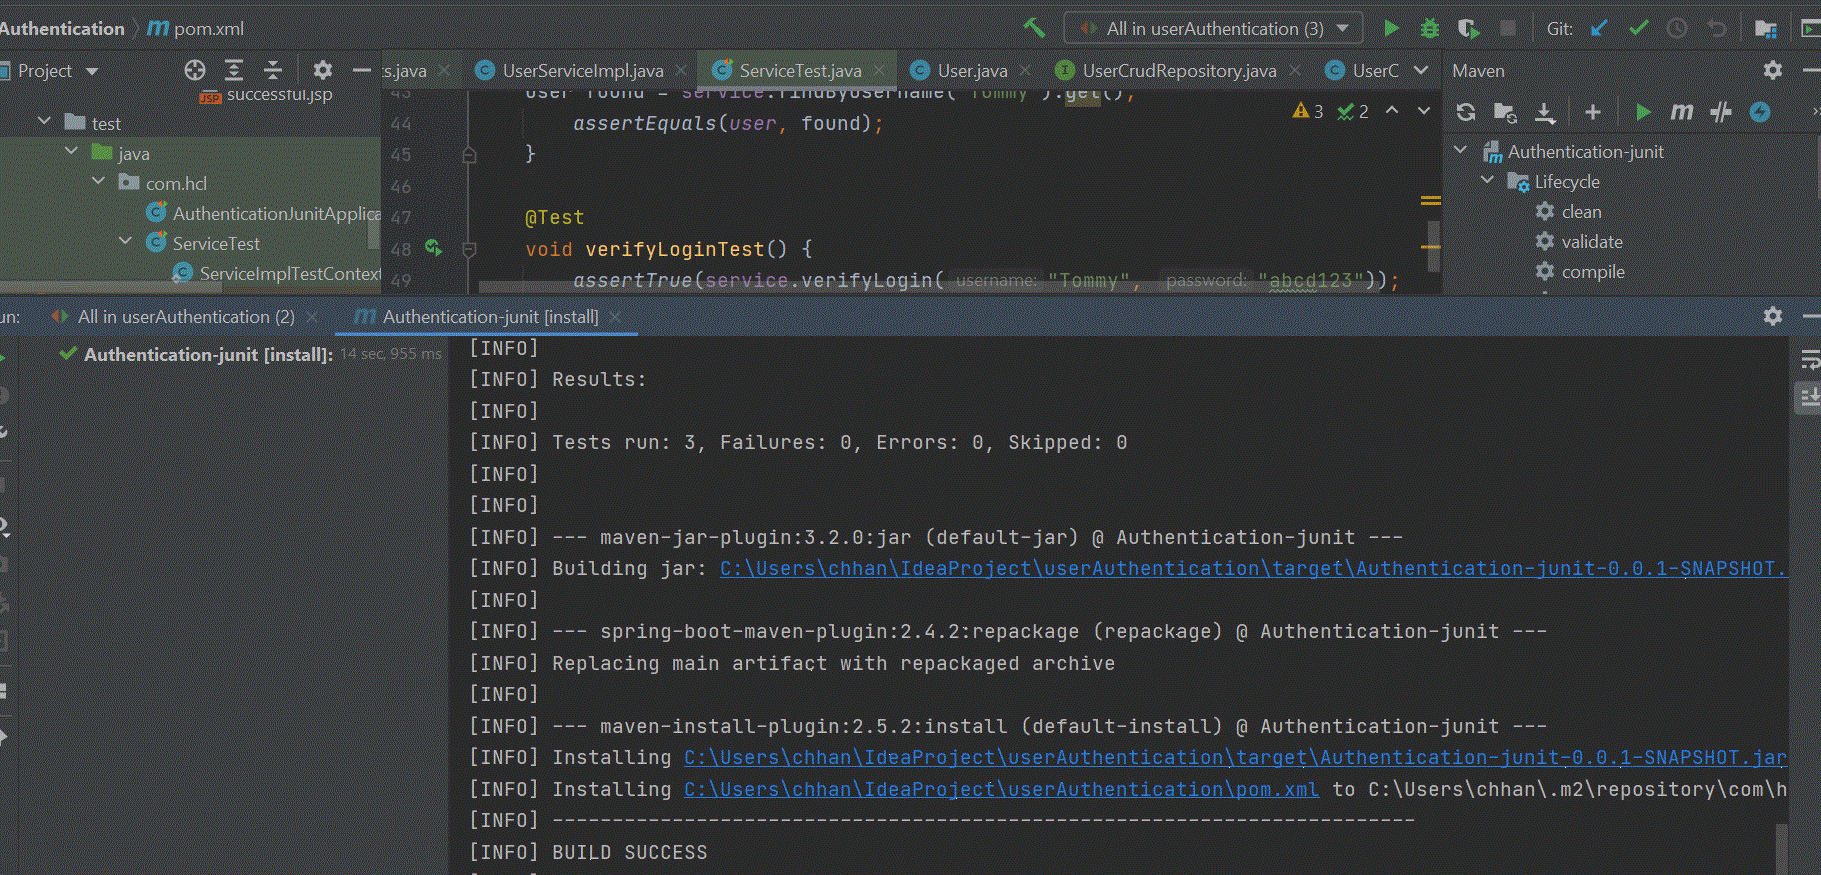 Authentication pom.xml All in userAuthentication (3) Git:
Project
s.java UserServiceImpl.java ServiceTest.java User.java UserCrudRepository.java UserC Maven
JSP successful.jsp
test
java
com.hcl
AuthenticationJunitApplica
ServiceTest
ServiceImplTestContext
43 User found = service.findByUsername("Tommy").get();
44 assertEquals(user, found);
45 }
46
47 @Test
48 void verifyLoginTest() {
49 assertTrue(service.verifyLogin( username: "Tommy", password: "abcd123"));
3 2
Authentication-junit
Lifecycle
clean
validate
compile
un: All in userAuthentication (2) Authentication-junit [install]
Authentication-junit [install]: 14 sec, 955 ms
[INFO]
[INFO] Results:
[INFO]
[INFO] Tests run: 3, Failures: 0, Errors: 0, Skipped: 0
[INFO]
[INFO]
[INFO] --- maven-jar-plugin:3.2.0:jar (default-jar) @ Authentication-junit ---
[INFO] Building jar: C:\Users\chhan\IdeaProject\userAuthentication\target\Authentication-junit-0.0.1-SNAPSHOT.
[INFO]
[INFO] --- spring-boot-maven-plugin:2.4.2:repackage (repackage) @ Authentication-junit ---
[INFO] Replacing main artifact with repackaged archive
[INFO]
[INFO] --- maven-install-plugin:2.5.2:install (default-install) @ Authentication-junit ---
[INFO] Installing C:\Users\chhan\IdeaProject\userAuthentication\target\Authentication-junit-0.0.1-SNAPSHOT.jar
[INFO] Installing C:\Users\chhan\IdeaProject\userAuthentication\pom.xml to C:\Users\chhan\.m2\repository\com\h
[INFO] ------------------------------------------------------------------------
[INFO] BUILD SUCCESS